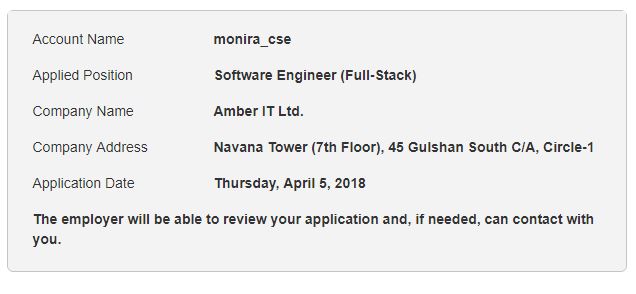 Account Name monira_cse
Applied Position Software Engineer (Full-Stack)
Company Name Amber IT Ltd.
Company Address Navana Tower (7th Floor), 45 Gulshan South C/A, Circle-1
Application Date Thursday, April 5, 2018
The employer will be able to review your application and, if needed, can contact with
you.